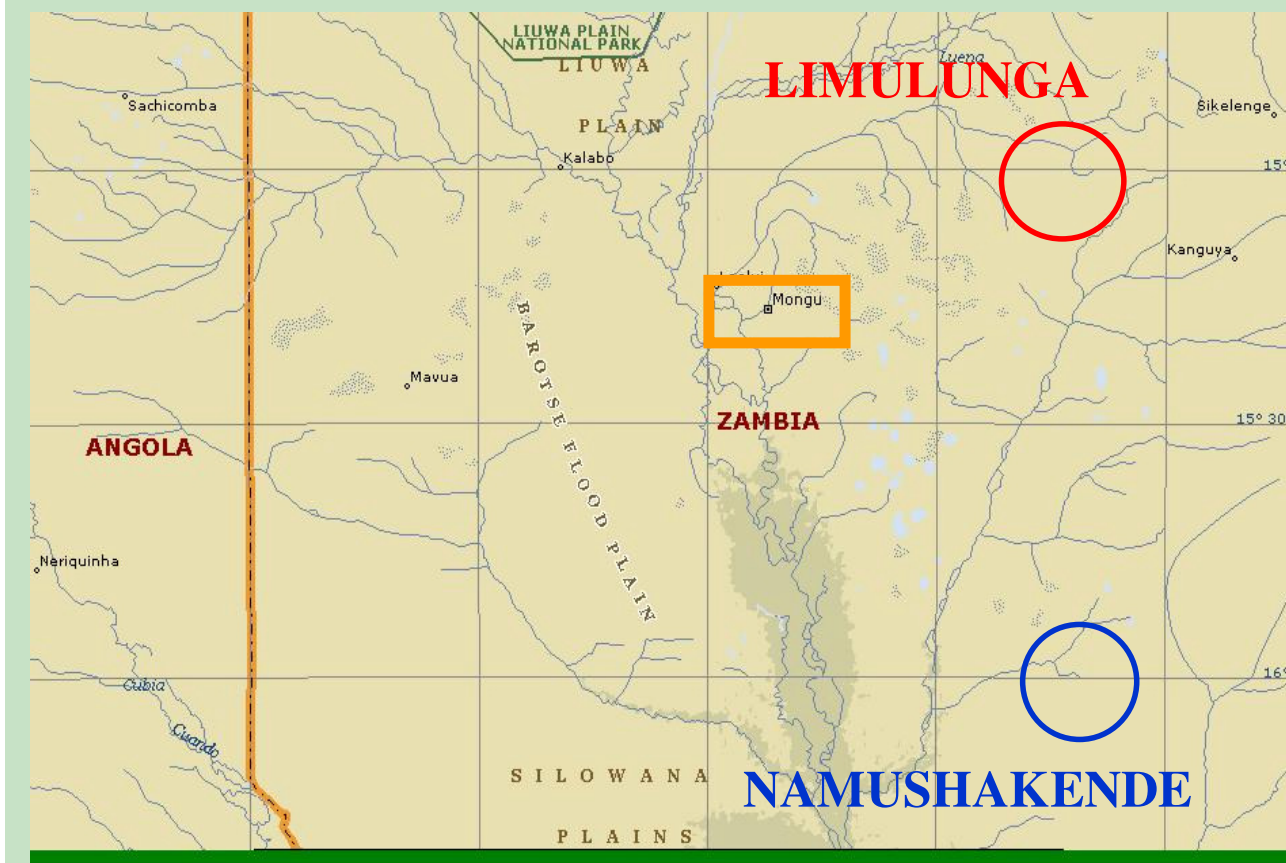 LIUWA PLAIN
NATIONAL PARK
LIUWA
PLAIN
Luena
LIMULUNGA
Sachicomba
Sikelenge
Kalabo
15°
Kanguya
Mongu
BAROTSE FLOOD PLAIN
Mavua
ZAMBIA
15° 30
ANGOLA
Neriquinha
16°
Cubia
Cuando
SILOWANA
PLAINS
NAMUSHAKENDE